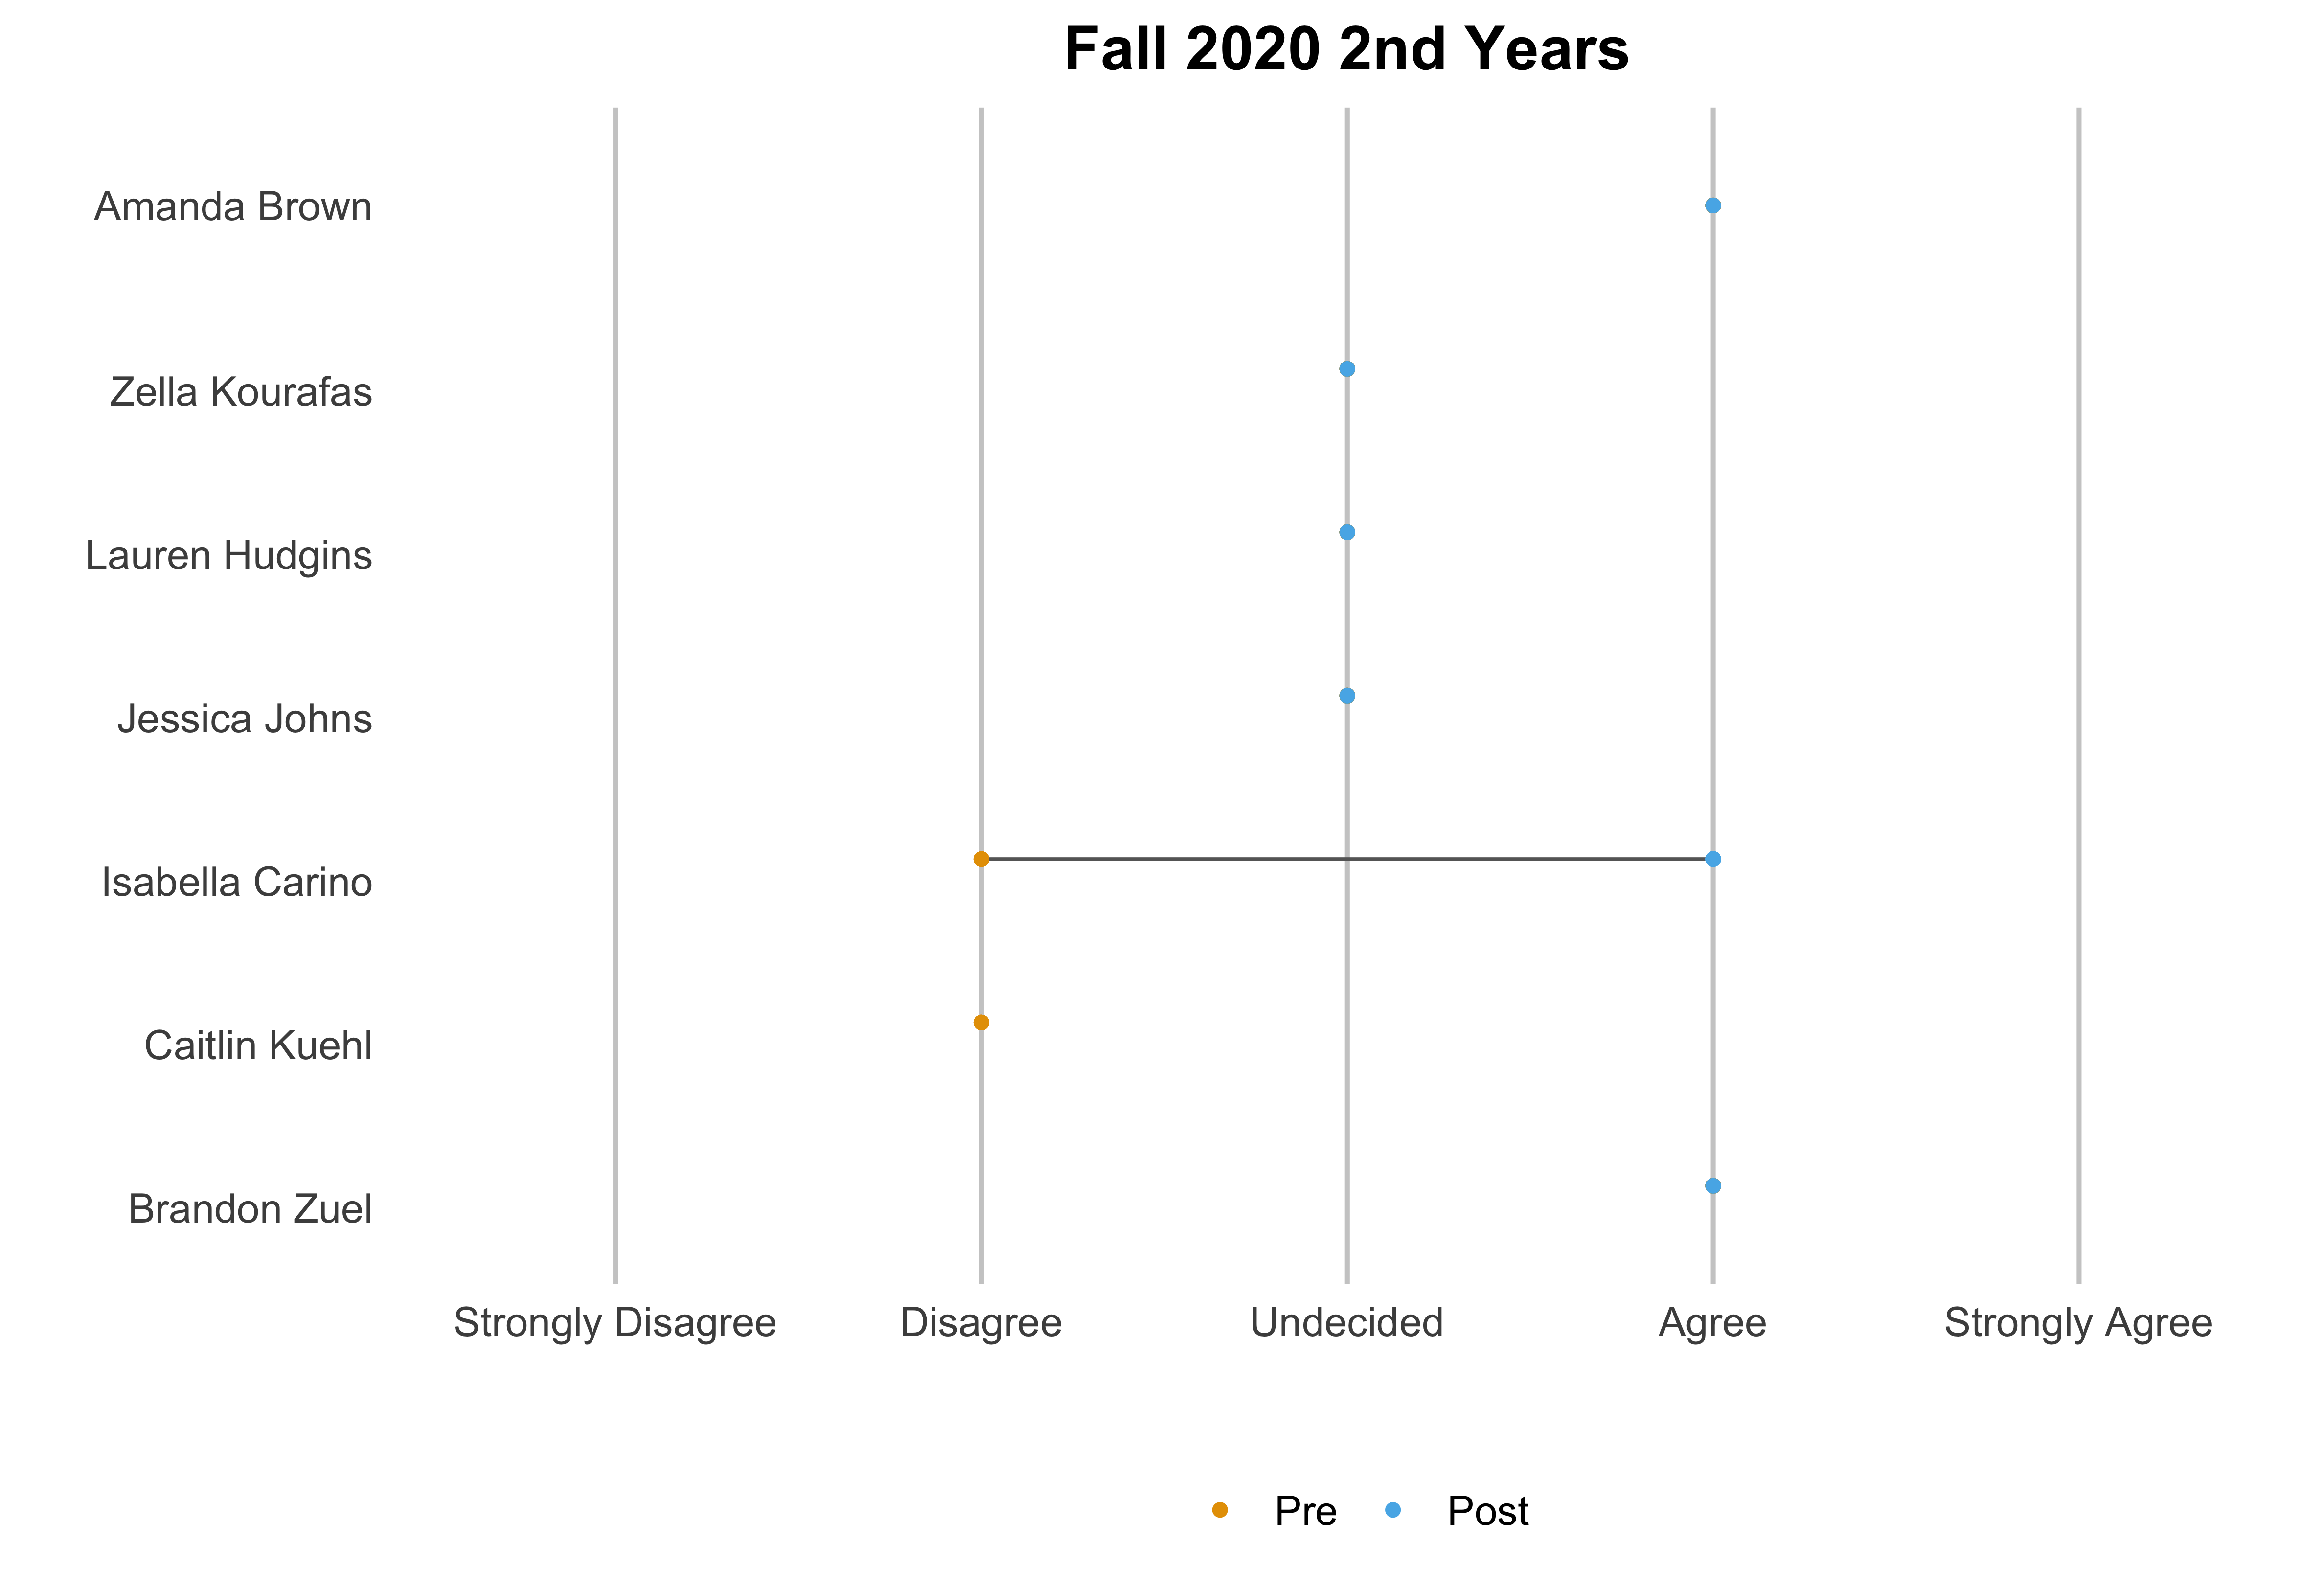 Fall 2020 2nd Years
Amanda Brown
Zella Kourafas
Lauren Hudgins
Jessica Johns
Isabella Carino
Caitlin Kuehl
Brandon Zuel
Strongly Disagree Disagree Undecided Agree Strongly Agree
Pre Post